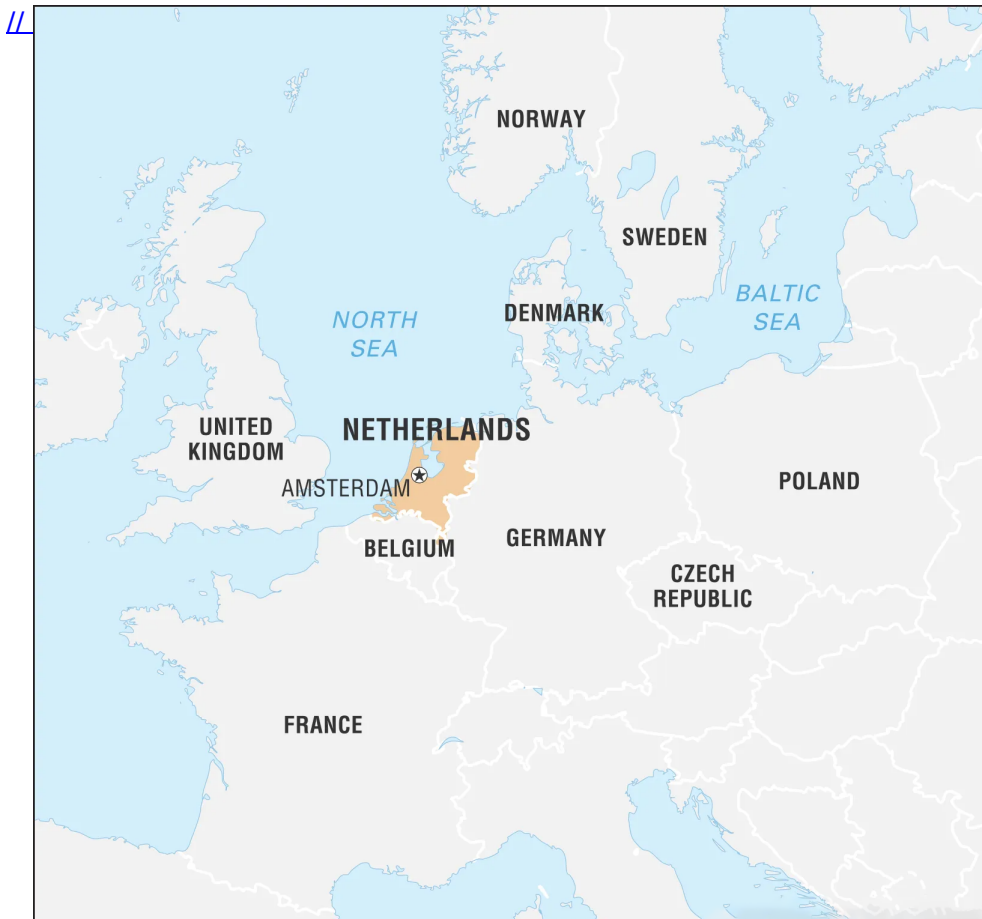 //
NORWAY
SWEDEN
BALTIC
SEA
DENMARK
NORTH
SEA
UNITED
KINGDOM
NETHERLANDS
AMSTERDAM
POLAND
GERMANY
BELGIUM
CZECH
REPUBLIC
FRANCE